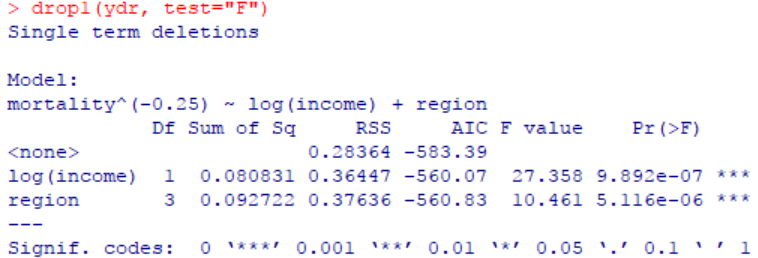 > drop1(ydr, test="F")
Single term deletions
Model:
mortality^(-0.25) ~ log(income) + region
Df Sum of Sq RSS AIC F value Pr(>F)
<none> 0.28364 -583.39
log(income) 1 0.080831 0.36447 -560.07 27.358 9.892e-07 ***
region 3 0.092722 0.37636 -560.83 10.461 5.116e-06 ***
---
Signif. codes: 0 ‘***’ 0.001 ‘**’ 0.01 ‘*’ 0.05 ‘.’ 0.1 ‘ ’ 1